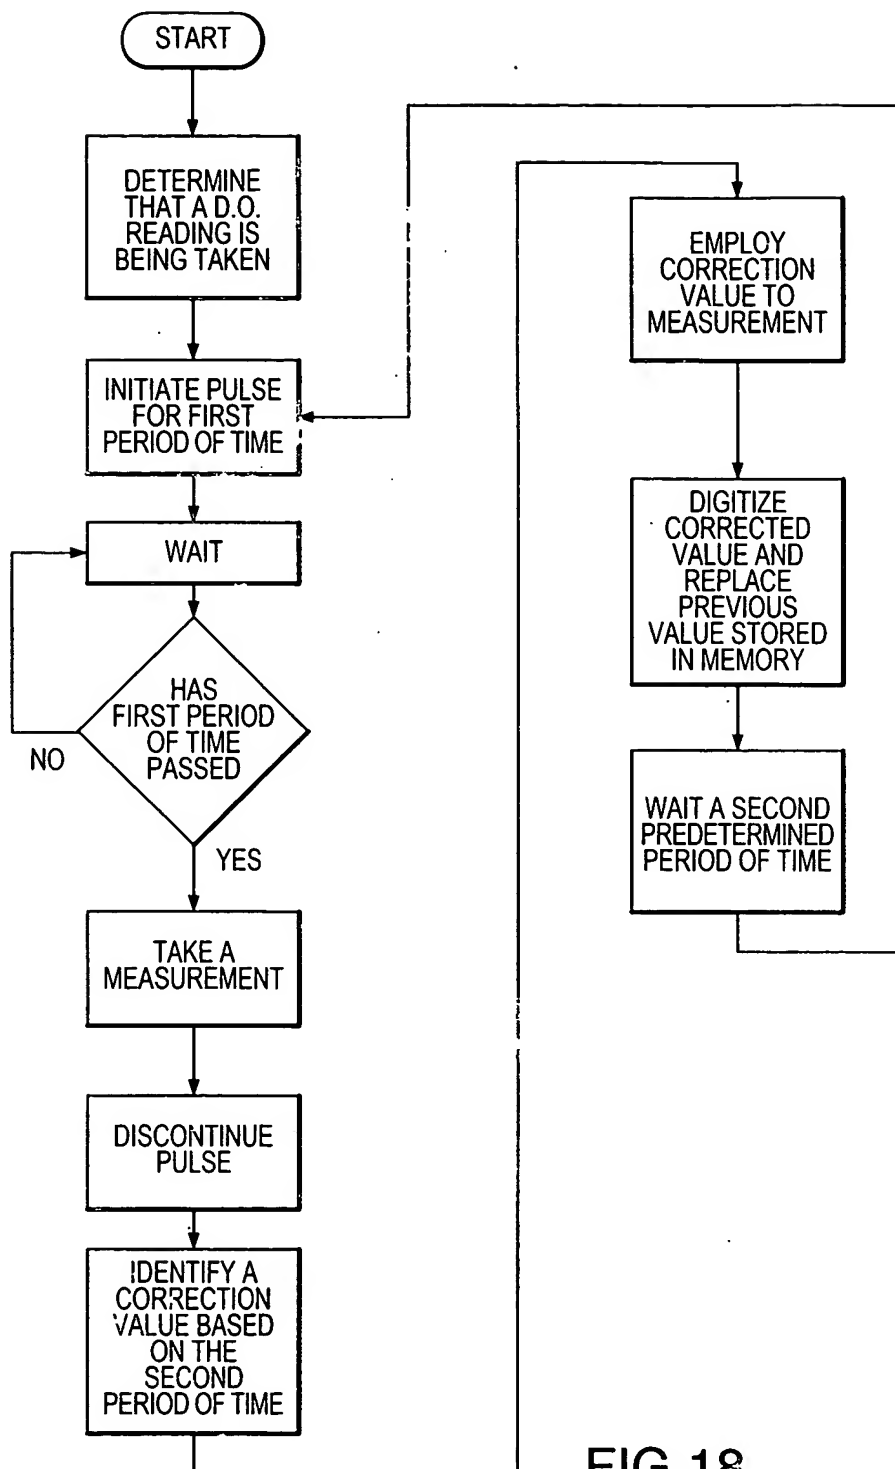 START
DETERMINE
THAT A D.O.
READING IS
BEING TAKEN
INITIATE PULSE
FOR FIRST
PERIOD OF TIME
WAIT
HAS
FIRST PERIOD
OF TIME
PASSED
NO
YES
TAKE A
MEASUREMENT
DISCONTINUE
PULSE
IDENTIFY A
CORRECTION
VALUE BASED
ON THE
SECOND
PERIOD OF TIME
EMPLOY
CORRECTION
VALUE TO
MEASUREMENT
DIGITIZE
CORRECTED
VALUE AND
REPLACE
PREVIOUS
VALUE STORED
IN MEMORY
WAIT A SECOND
PREDETERMINED
PERIOD OF TIME
FIG. 18